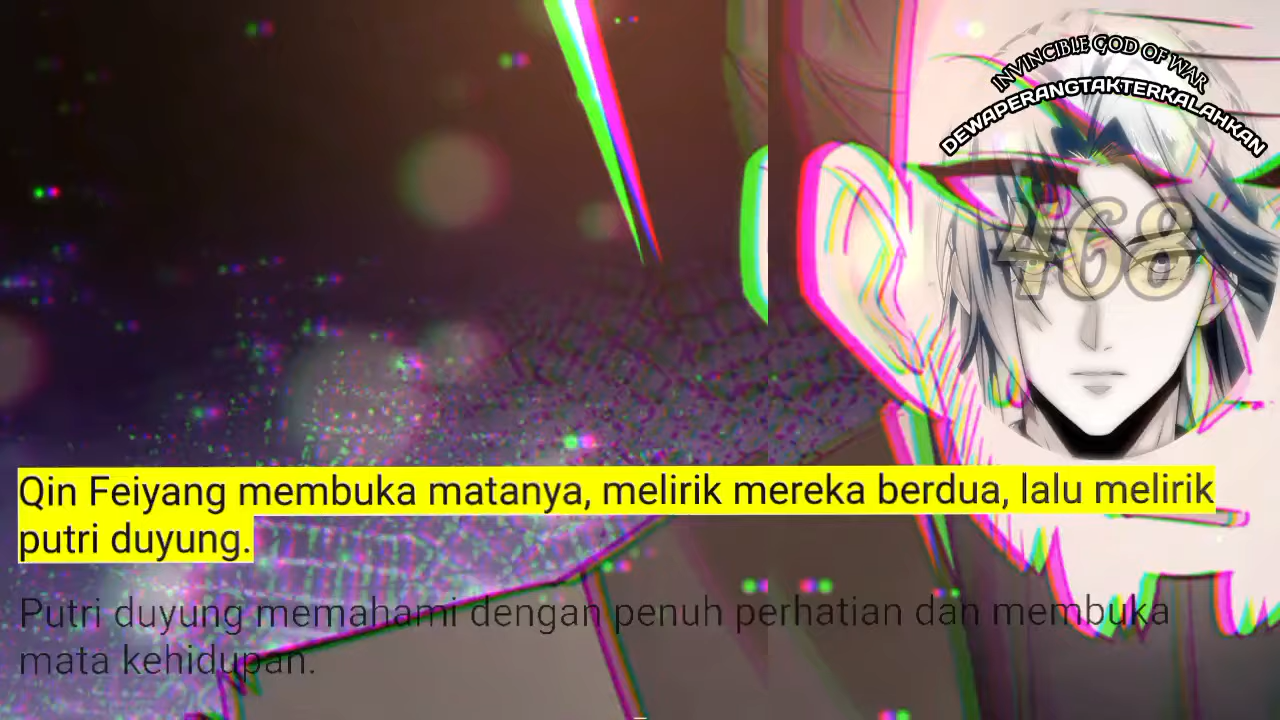 INVINCIBLE GOD OF WAR
DEWAPERANGTAKTERKALAHKAN
468
Qin Feiyang membuka matanya, melirik mereka berdua, lalu melirik
putri duyung.
Putri duyung memahami dengan penuh perhatian dan membuka
mata kehidupan.